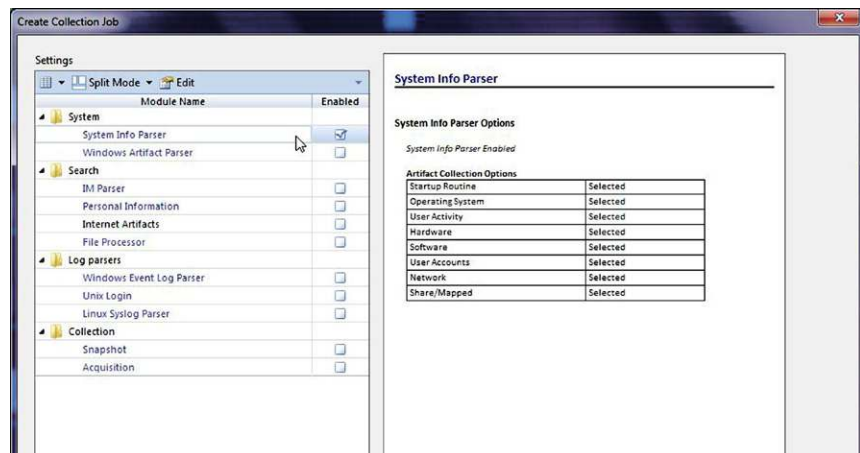 Create Collection Job
Settings
Split Mode Edit
Module Name Enabled
System
System Info Parser
Windows Artifact Parser
Search
IM Parser
Personal Information
Internet Artifacts
File Processor
Log parsers
Windows Event Log Parser
Unix Login
Linux Syslog Parser
Collection
Snapshot
Acquisition
System Info Parser
System Info Parser Options
System Info Parser Enabled
Artifact Collection Options
Startup Routine Selected
Operating System Selected
User Activity Selected
Hardware Selected
Software Selected
User Accounts Selected
Network Selected
Share/Mapped Selected